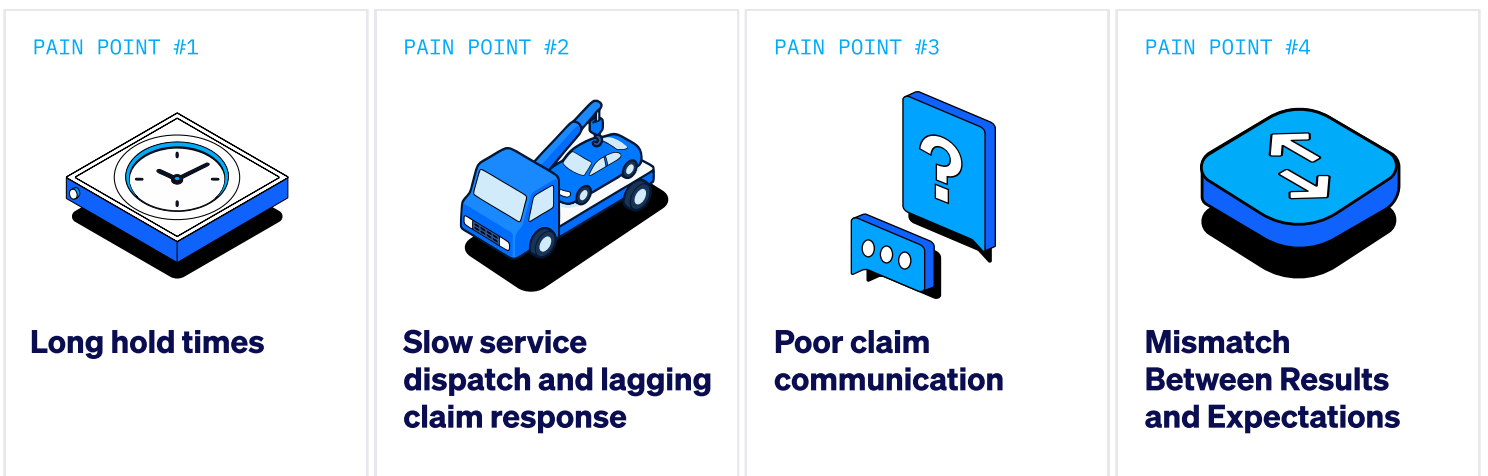 PAIN POINT #1
Long hold times
PAIN POINT #2
Slow service
dispatch and lagging
claim response
PAIN POINT #3
?
Poor claim
communication
PAIN POINT #4
Mismatch
Between Results
and Expectations